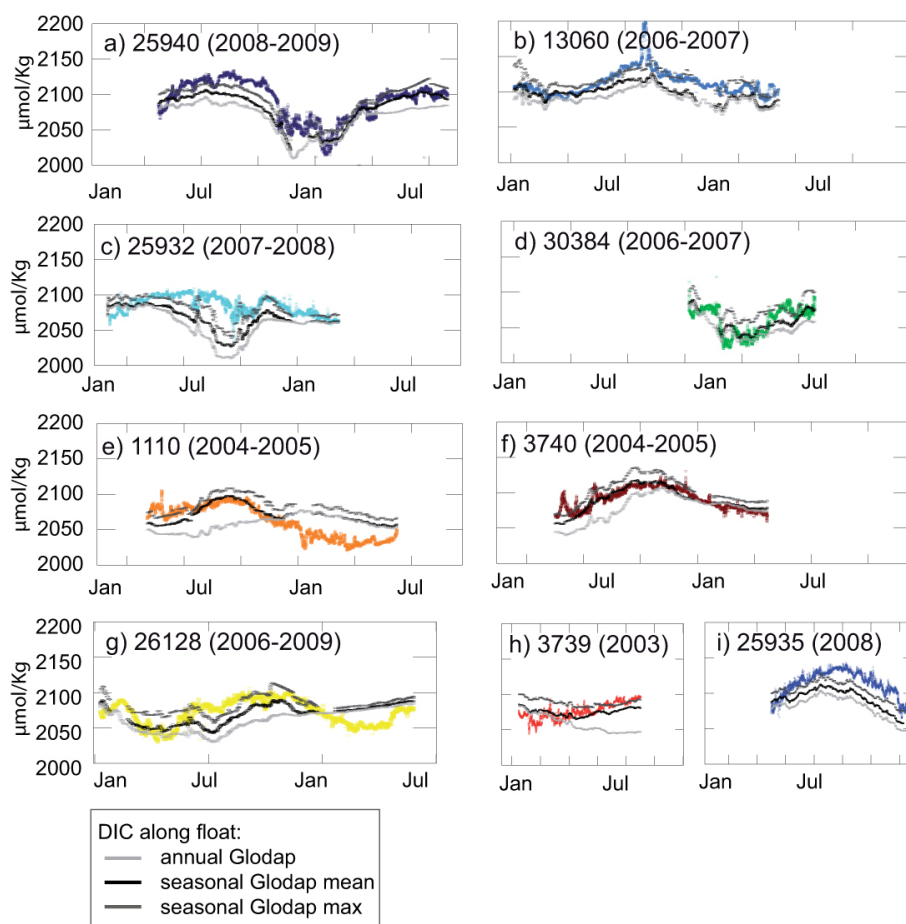 a) 25940 (2008-2009)
b) 13060 (2006-2007)
2200
2150
2100
2050
2000
µmol/Kg
Jan Jul Jan Jul
Jan Jul Jan Jul
c) 25932 (2007-2008)
d) 30384 (2006-2007)
2200
2150
2100
2050
2000
µmol/Kg
Jan Jul Jan Jul
Jan Jul Jan Jul
e) 1110 (2004-2005)
f) 3740 (2004-2005)
2200
2150
2100
2050
2000
µmol/Kg
Jan Jul Jan Jul
Jan Jul Jan Jul
g) 26128 (2006-2009)
h) 3739 (2003)
i) 25935 (2008)
2200
2150
2100
2050
2000
µmol/Kg
Jan Jul Jan Jul
Jan Jul
Jan Jul
DIC along float:
annual Glodap
seasonal Glodap mean
seasonal Glodap max